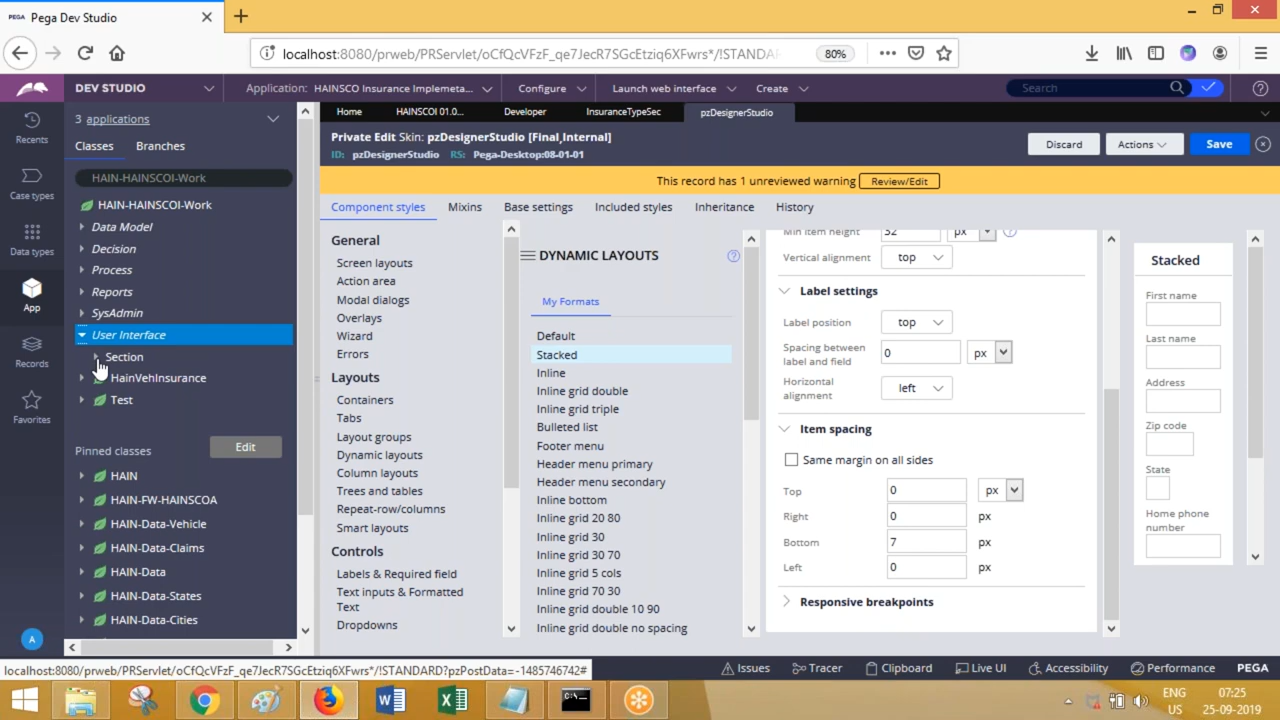 PEGA Pega Dev Studio
localhost:8080/prweb/PRServlet/oCfQcVFzF_qe7JecR7SGcEtziq6XFwrs*/!STANDAR 80%
DEV STUDIO
Application: HAINSCO Insurance Implemeta...
Configure
Launch web interface
Create
Search
3 applications
Classes Branches
Recents
Case types
Data types
App
Records
Favorites
A
HAIN-HAINSCOI-Work
HAIN-HAINSCOI-Work
Data Model
Decision
Process
Reports
SysAdmin
User Interface
Section
HainVehInsurance
Test
Pinned classes
Edit
HAIN
HAIN-FW-HAINSCOA
HAIN-Data-Vehicle
HAIN-Data-Claims
HAIN-Data
HAIN-Data-States
HAIN-Data-Cities
Home HAINSCOI 01.0... Developer InsuranceTypeSec pzDesignerStudio
Private Edit Skin: pzDesignerStudio [Final,Internal]
ID: pzDesignerStudio RS: Pega-Desktop:08-01-01
Discard Actions Save
This record has 1 unreviewed warning Review/Edit
Component styles Mixins Base settings Included styles Inheritance History
General
Screen layouts
Action area
Modal dialogs
Overlays
Wizard
Errors
Layouts
Containers
Tabs
Layout groups
Dynamic layouts
Column layouts
Trees and tables
Repeat-row/columns
Smart layouts
Controls
Labels & Required field
Text inputs & Formatted
Text
Dropdowns
DYNAMIC LAYOUTS
My Formats
Default
Stacked
Inline
Inline grid double
Inline grid triple
Bulleted list
Footer menu
Header menu primary
Header menu secondary
Inline bottom
Inline grid 20 80
Inline grid 30
Inline grid 30 70
Inline grid 5 cols
Inline grid 70 30
Inline grid double 10 90
Inline grid double no spacing
Min item height 32 px
Vertical alignment top
Label settings
Label position top
Spacing between
label and field 0 px
Horizontal
alignment left
Item spacing
Same margin on all sides
Top 0 px
Right 0 px
Bottom 7 px
Left 0 px
Responsive breakpoints
Stacked
First name
Last name
Address
Zip code
State
Home phone
number
localhost:8080/prweb/PRServlet/oCfQcVFzF_qe7JecR7SGcEtziq6XFwrs*/!STANDARD?pzPostData=-1485746742#
Issues Tracer Clipboard Live UI Accessibility Performance PEGA
ENG 07:25
US 25-09-2019